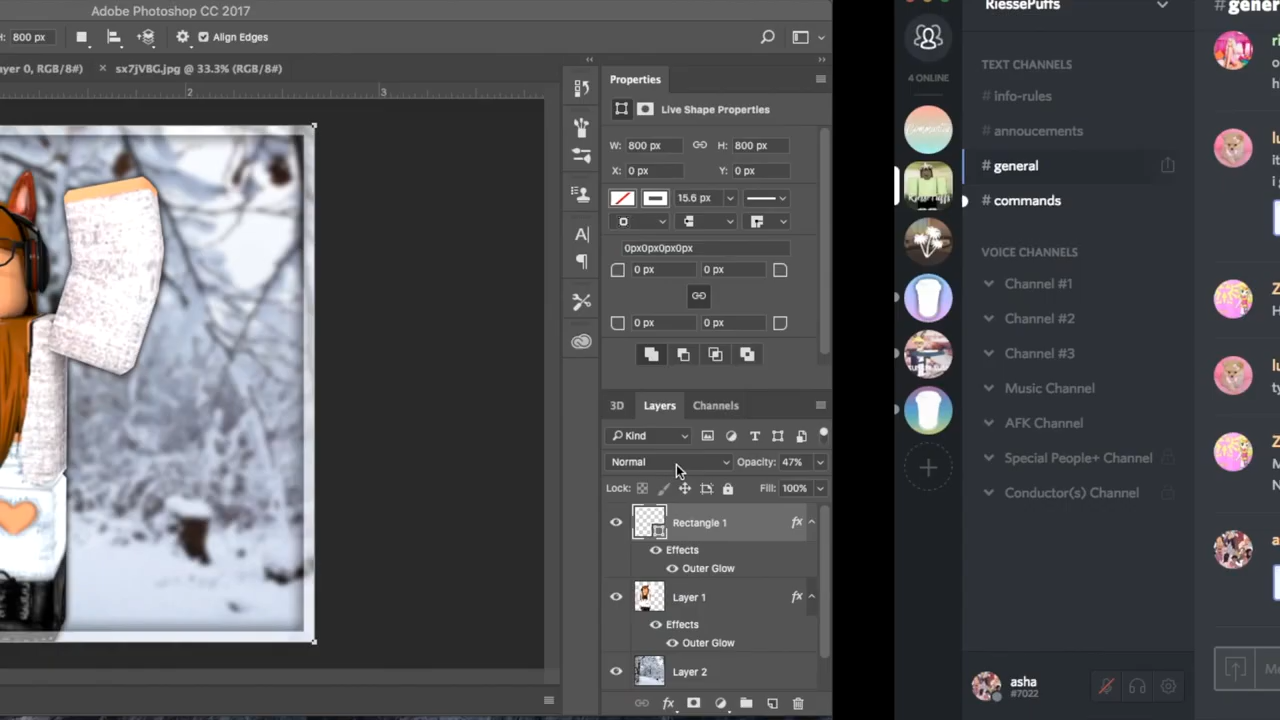 Adobe Photoshop CC 2017
H: 800 px
Align Edges
ayer 0, RGB/8#)
× sx7jVBG.jpg @ 33.3% (RGB/8#)
2
3
Properties
Live Shape Properties
W: 800 px
H: 800 px
X: 0 px
Y: 0 px
15.6 px
0px0px0px0px
0 px
0 px
0 px
0 px
3D
Layers
Channels
Kind
Normal
Opacity: 47%
Lock:
Fill: 100%
Rectangle 1
fx
Effects
Outer Glow
Layer 1
fx
Effects
Outer Glow
Layer 2
fx
RiessePuffs
4 ONLINE
TEXT CHANNELS
# info-rules
# annoucements
# general
# commands
VOICE CHANNELS
Channel #1
Channel #2
Channel #3
Music Channel
AFK Channel
Special People+ Channel
Conductor(s) Channel
asha
#7022
#gener